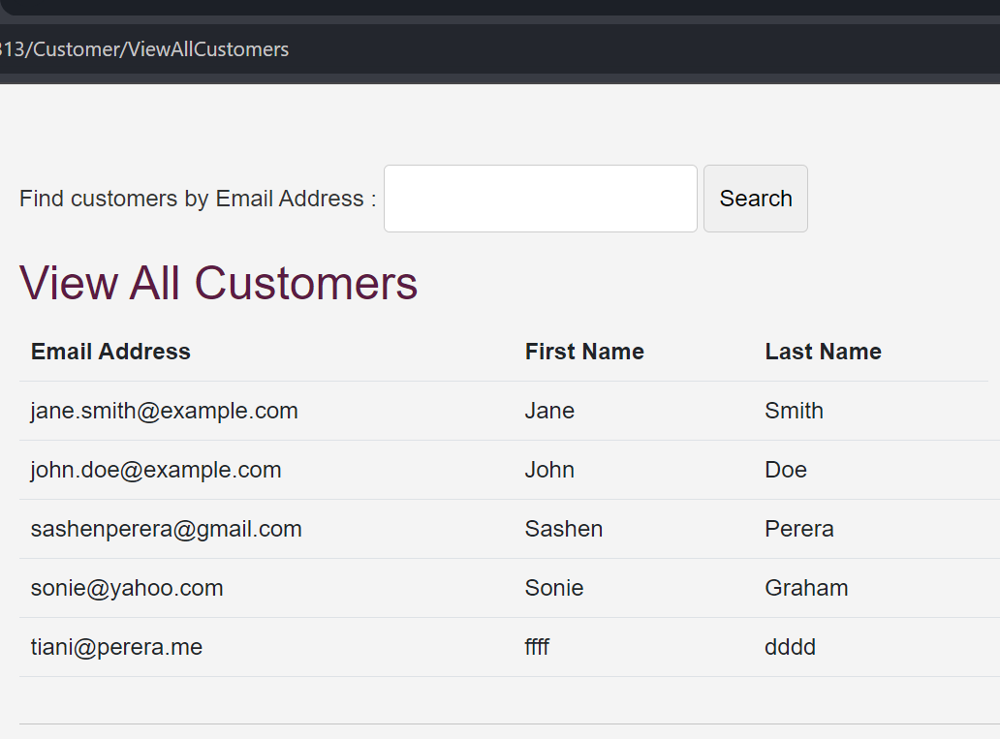 313/Customer/ViewAllCustomers
Find customers by Email Address : Search
View All Customers
Email Address First Name Last Name
jane.smith@example.com Jane Smith
john.doe@example.com John Doe
sashenperera@gmail.com Sashen Perera
sonie@yahoo.com Sonie Graham
tiani@perera.me ffff dddd